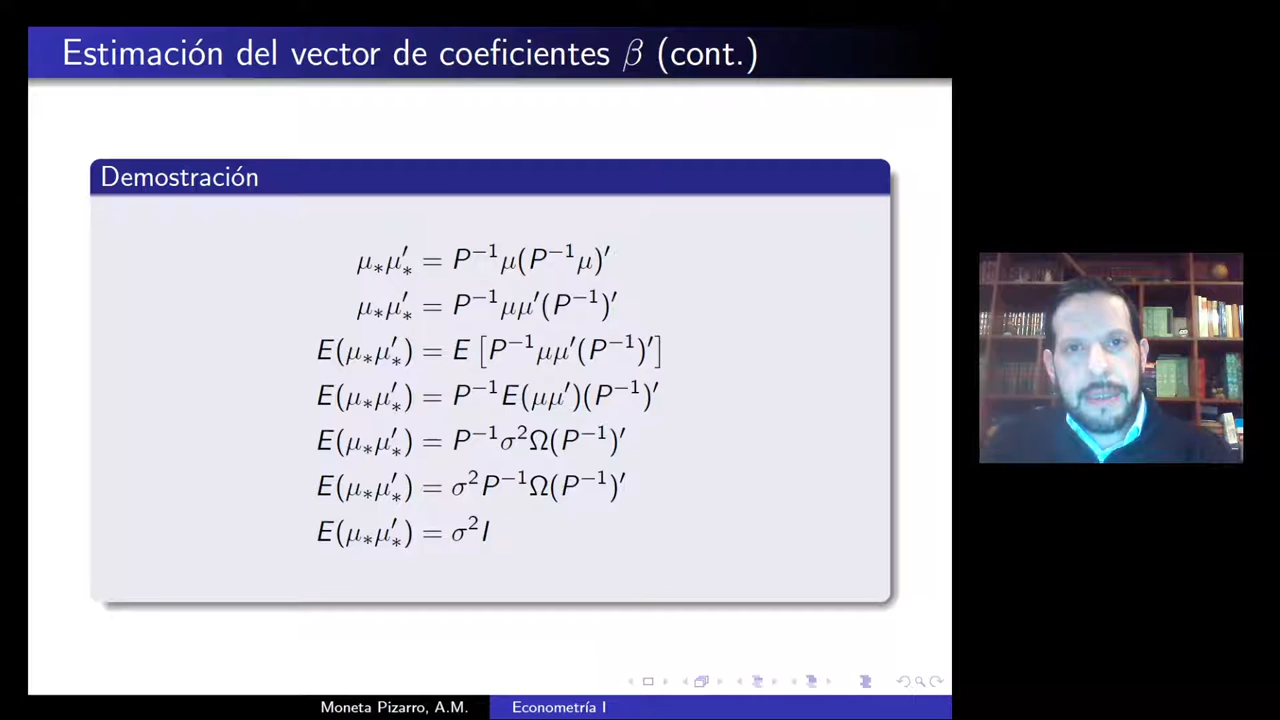 Estimación del vector de coeficientes β (cont.)
Demostración
μ∗μ′∗ = P⁻¹μ(P⁻¹μ)′
μ∗μ′∗ = P⁻¹μμ′(P⁻¹)′
E(μ∗μ′∗) = E [P⁻¹μμ′(P⁻¹)′]
E(μ∗μ′∗) = P⁻¹E(μμ′)(P⁻¹)′
E(μ∗μ′∗) = P⁻¹σ²Ω(P⁻¹)′
E(μ∗μ′∗) = σ²P⁻¹Ω(P⁻¹)′
E(μ∗μ′∗) = σ²I
Moneta Pizarro, A.M. Econometría I